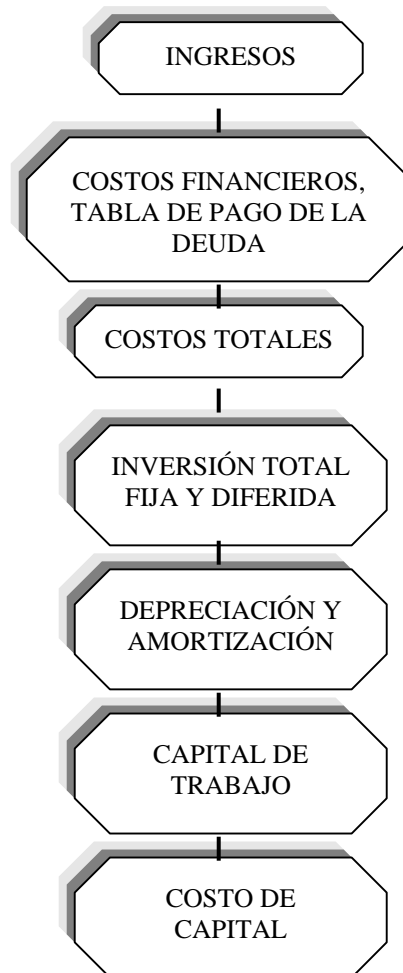 INGRESOS
COSTOS FINANCIEROS,
TABLA DE PAGO DE LA
DEUDA
COSTOS TOTALES
INVERSIÓN TOTAL
FIJA Y DIFERIDA
DEPRECIACIÓN Y
AMORTIZACIÓN
CAPITAL DE
TRABAJO
COSTO DE
CAPITAL